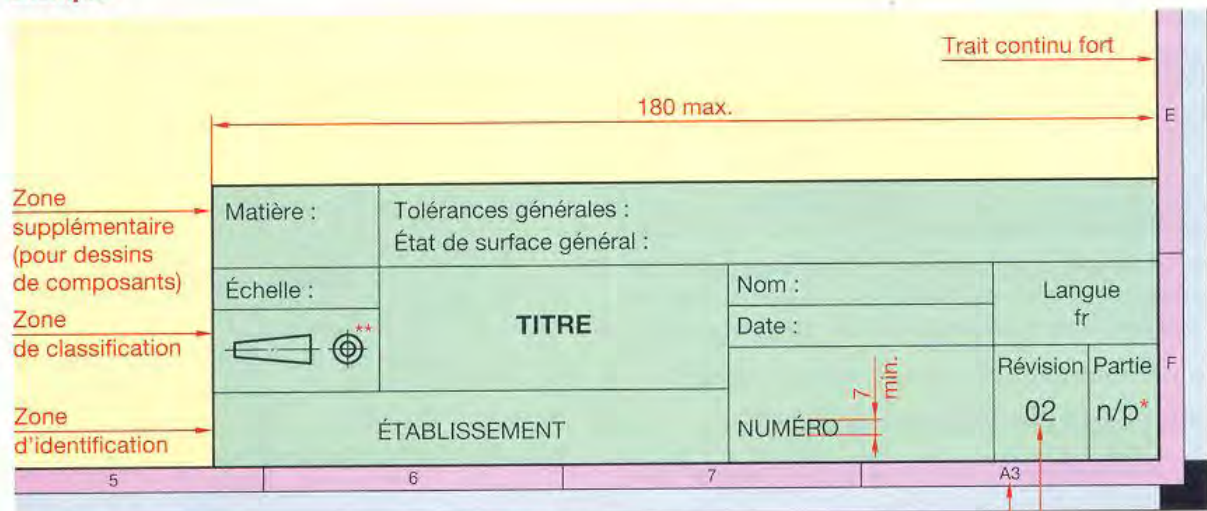 Trait continu fort
180 max.
E
Zone
supplémentaire
(pour dessins
de composants)
Matière :
Tolérances générales :
État de surface général :
Échelle :
TITRE
Nom :
Langue
fr
Date :
Zone
de classification
**
Révision
Partie
F
7
min.
02
n/p*
Zone
d'identification
ÉTABLISSEMENT
NUMÉRO
5
6
7
A3